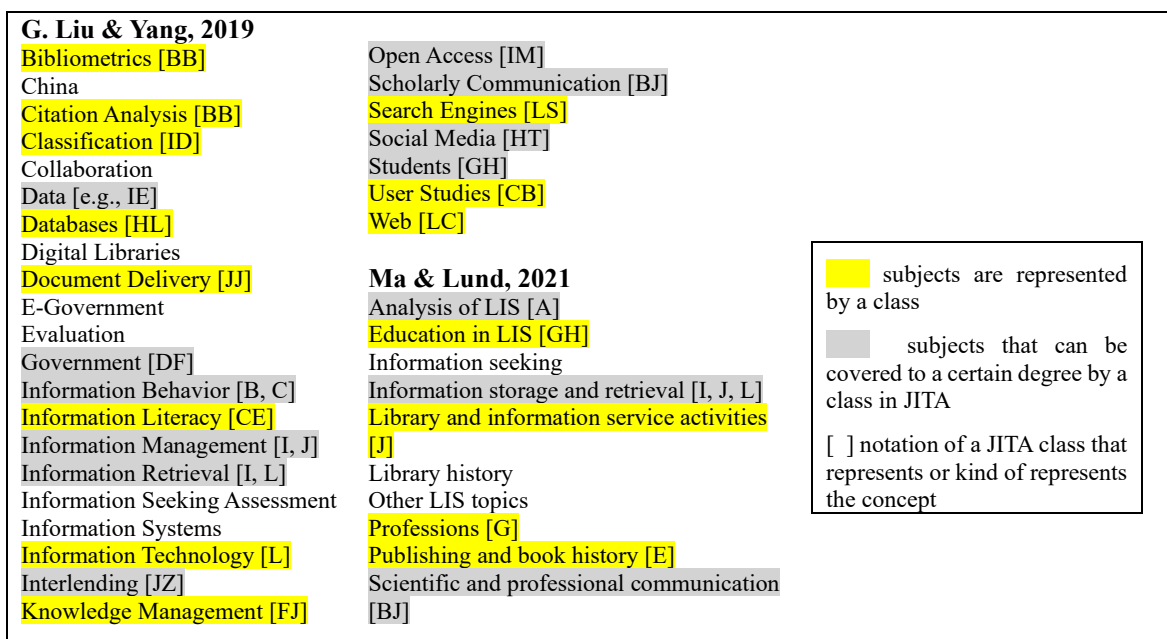 G. Liu & Yang, 2019
Bibliometrics [BB]
China
Citation Analysis [BB]
Classification [ID]
Collaboration
Data [e.g., IE]
Databases [HL]
Digital Libraries
Document Delivery [JJ]
E-Government
Evaluation
Government [DF]
Information Behavior [B, C]
Information Literacy [CE]
Information Management [I, J]
Information Retrieval [I, L]
Information Seeking Assessment
Information Systems
Information Technology [L]
Interlending [JZ]
Knowledge Management [FJ]
Open Access [IM]
Scholarly Communication [BJ]
Search Engines [LS]
Social Media [HT]
Students [GH]
User Studies [CB]
Web [LC]
Ma & Lund, 2021
Analysis of LIS [A]
Education in LIS [GH]
Information seeking
Information storage and retrieval [I, J, L]
Library and information service activities
[J]
Library history
Other LIS topics
Professions [G]
Publishing and book history [E]
Scientific and professional communication
[BJ]
subjects are represented
by a class
subjects that can be
covered to a certain degree by a
class in JITA
[ ] notation of a JITA class that
represents or kind of represents
the concept